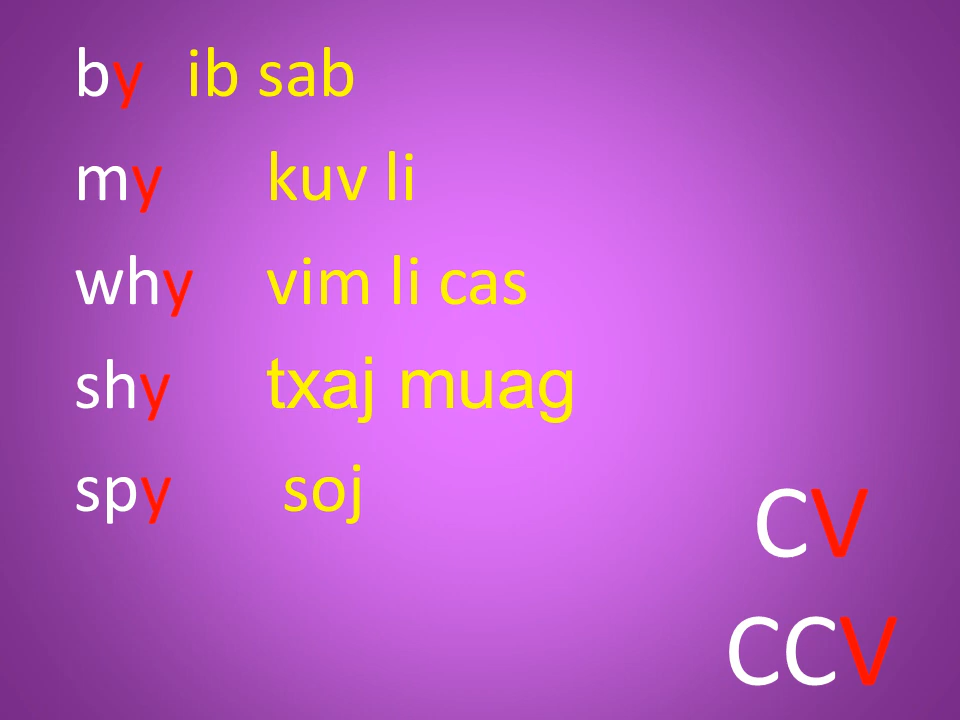 by ib sab
my kuv li
why vim li cas
shy txaj muag
spy soj
CV
CCV